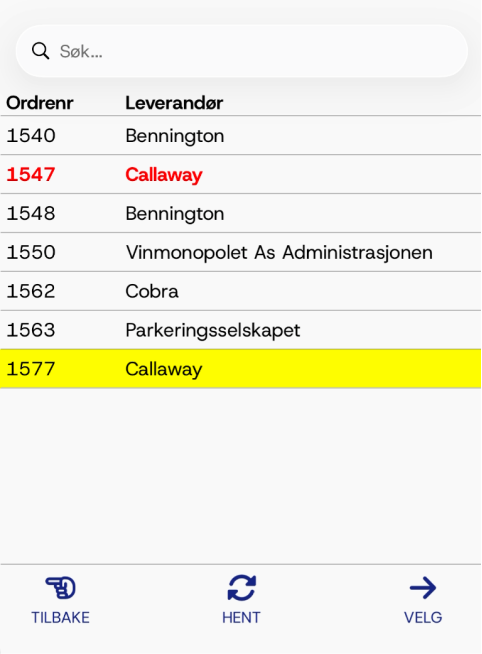 Søk...
Ordrenr Leverandør
1540 Bennington
1547 Callaway
1548 Bennington
1550 Vinmonopolet As Administrasjonen
1562 Cobra
1563 Parkeringsselskapet
1577 Callaway
TILBAKE HENT VELG